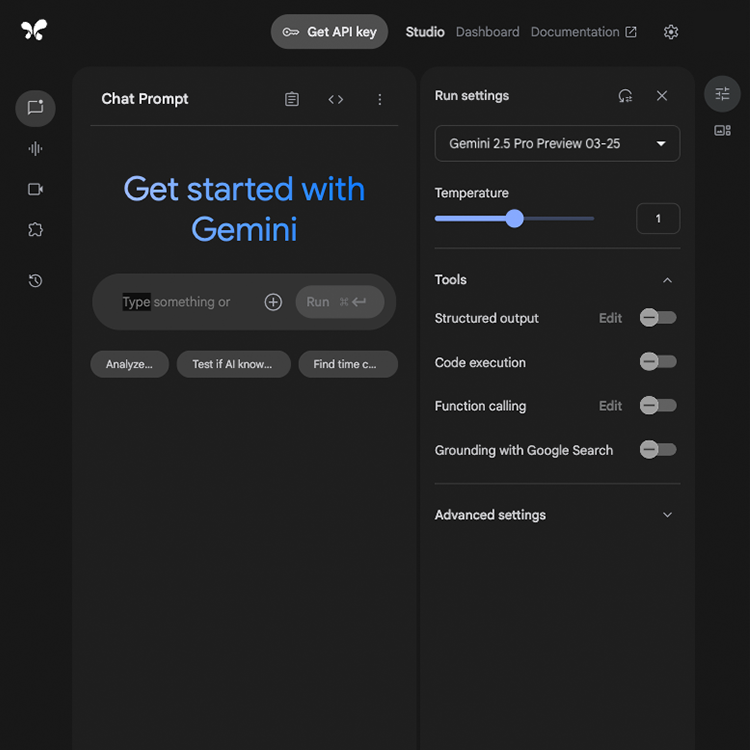 Get API key
Studio
Dashboard
Documentation
Chat Prompt
Get started with
Gemini
Type something or
Run ⌘↵
Analyze...
Test if AI know...
Find time c...
Run settings
Gemini 2.5 Pro Preview 03-25
Temperature
1
Tools
Structured output
Edit
Code execution
Function calling
Edit
Grounding with Google Search
Advanced settings